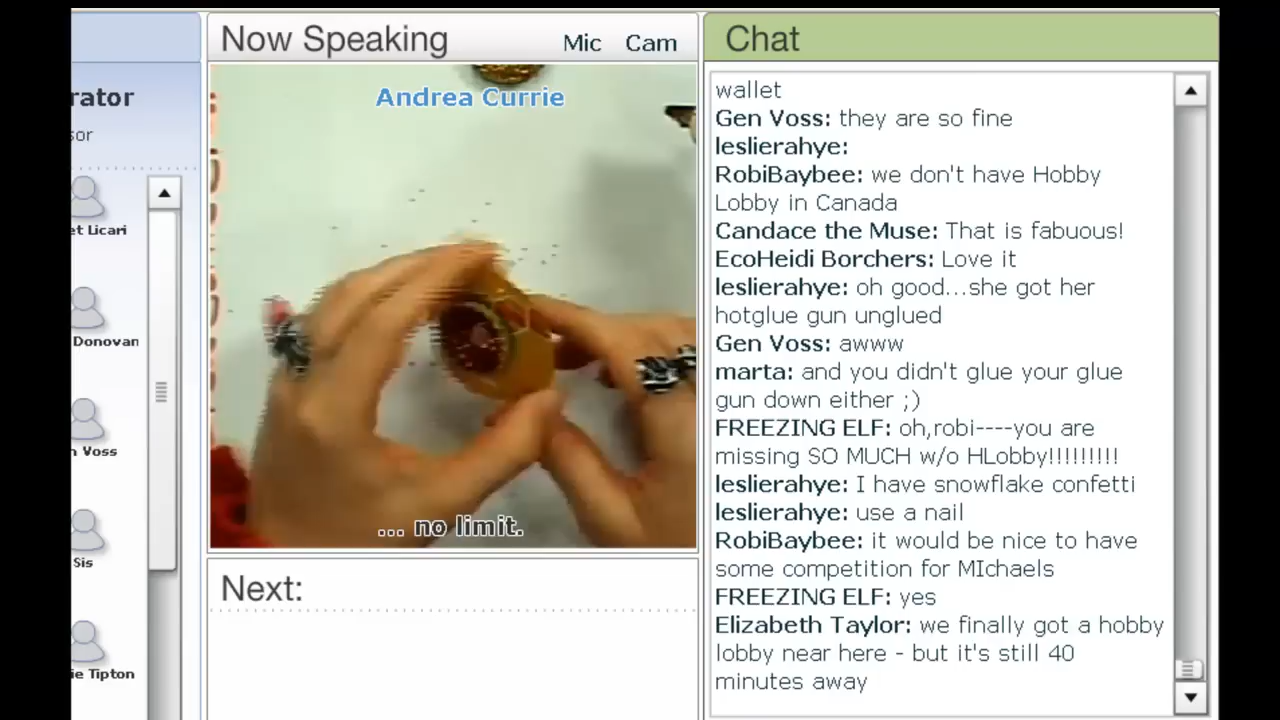 rator
sor
et Licari
Donovan
n Voss
Sis
ie Tipton
Now Speaking Mic Cam
Andrea Currie
... no limit.
Next:
Chat
wallet
Gen Voss: they are so fine
leslierahye:
RobiBaybee: we don't have Hobby
Lobby in Canada
Candace the Muse: That is fabuous!
EcoHeidi Borchers: Love it
leslierahye: oh good...she got her
hotglue gun unglued
Gen Voss: awww
marta: and you didn't glue your glue
gun down either ;)
FREEZING ELF: oh,robi----you are
missing SO MUCH w/o HLobby!!!!!!!!!
leslierahye: I have snowflake confetti
leslierahye: use a nail
RobiBaybee: it would be nice to have
some competition for MIchaels
FREEZING ELF: yes
Elizabeth Taylor: we finally got a hobby
lobby near here - but it's still 40
minutes away